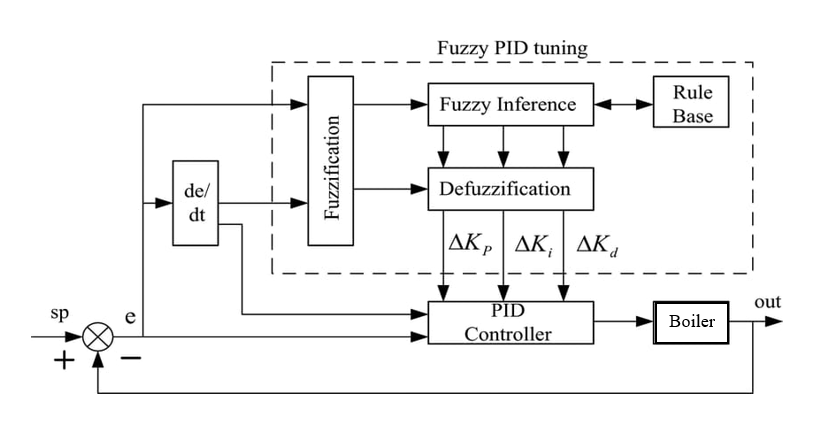 Fuzzy PID tuning
Fuzzification
Fuzzy Inference
Rule
Base
de/
dt
Defuzzification
ΔK_P
ΔK_i
ΔK_d
sp
e
PID
Controller
Boiler
out
+
−